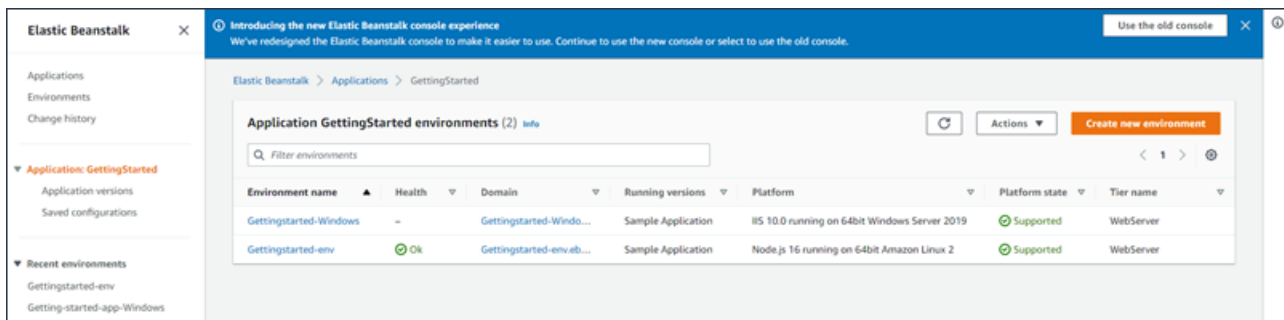 Elastic Beanstalk
Applications
Environments
Change history
Application: GettingStarted
Application versions
Saved configurations
Recent environments
Gettingstarted-env
Getting-started-app-Windows
Introducing the new Elastic Beanstalk console experience
We've redesigned the Elastic Beanstalk console to make it easier to use. Continue to use the new console or select to use the old console.
Use the old console
Elastic Beanstalk > Applications > GettingStarted
Application GettingStarted environments (2) Info
Actions
Create new environment
Filter environments
< 1 >
Environment name Health Domain Running versions Platform Platform state Tier name
Gettingstarted-Windows – Gettingstarted-Windo... Sample Application IIS 10.0 running on 64bit Windows Server 2019 Supported WebServer
Gettingstarted-env Ok Gettingstarted-env.eb... Sample Application Node.js 16 running on 64bit Amazon Linux 2 Supported WebServer